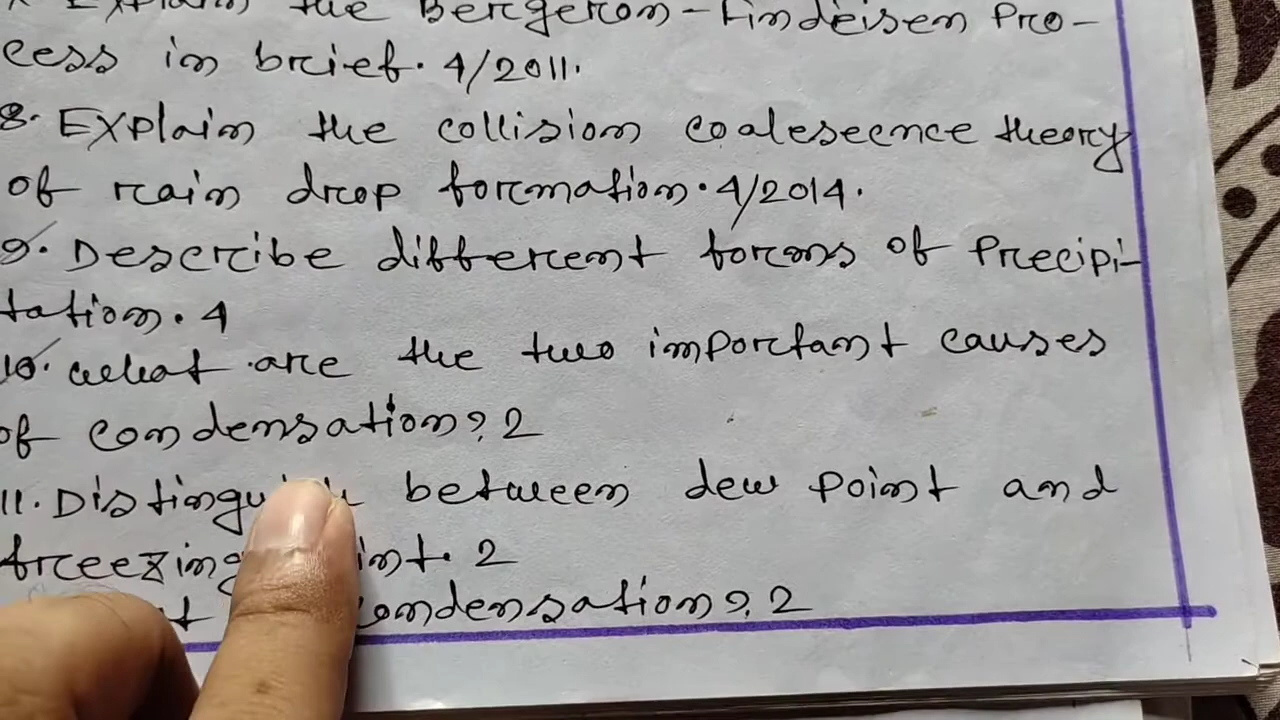 Explain the Bergeron-Findeisen Pro-
cess in brief. 4/2011.
8. Explain the collision coalescence theory
of rain drop formation. 4/2014.
9. Describe different forms of Precipi-
tation. 4
10. What are the two important causes
of condensation? 2
11. Distinguish between dew point and
freezing point. 2
condensation? 2